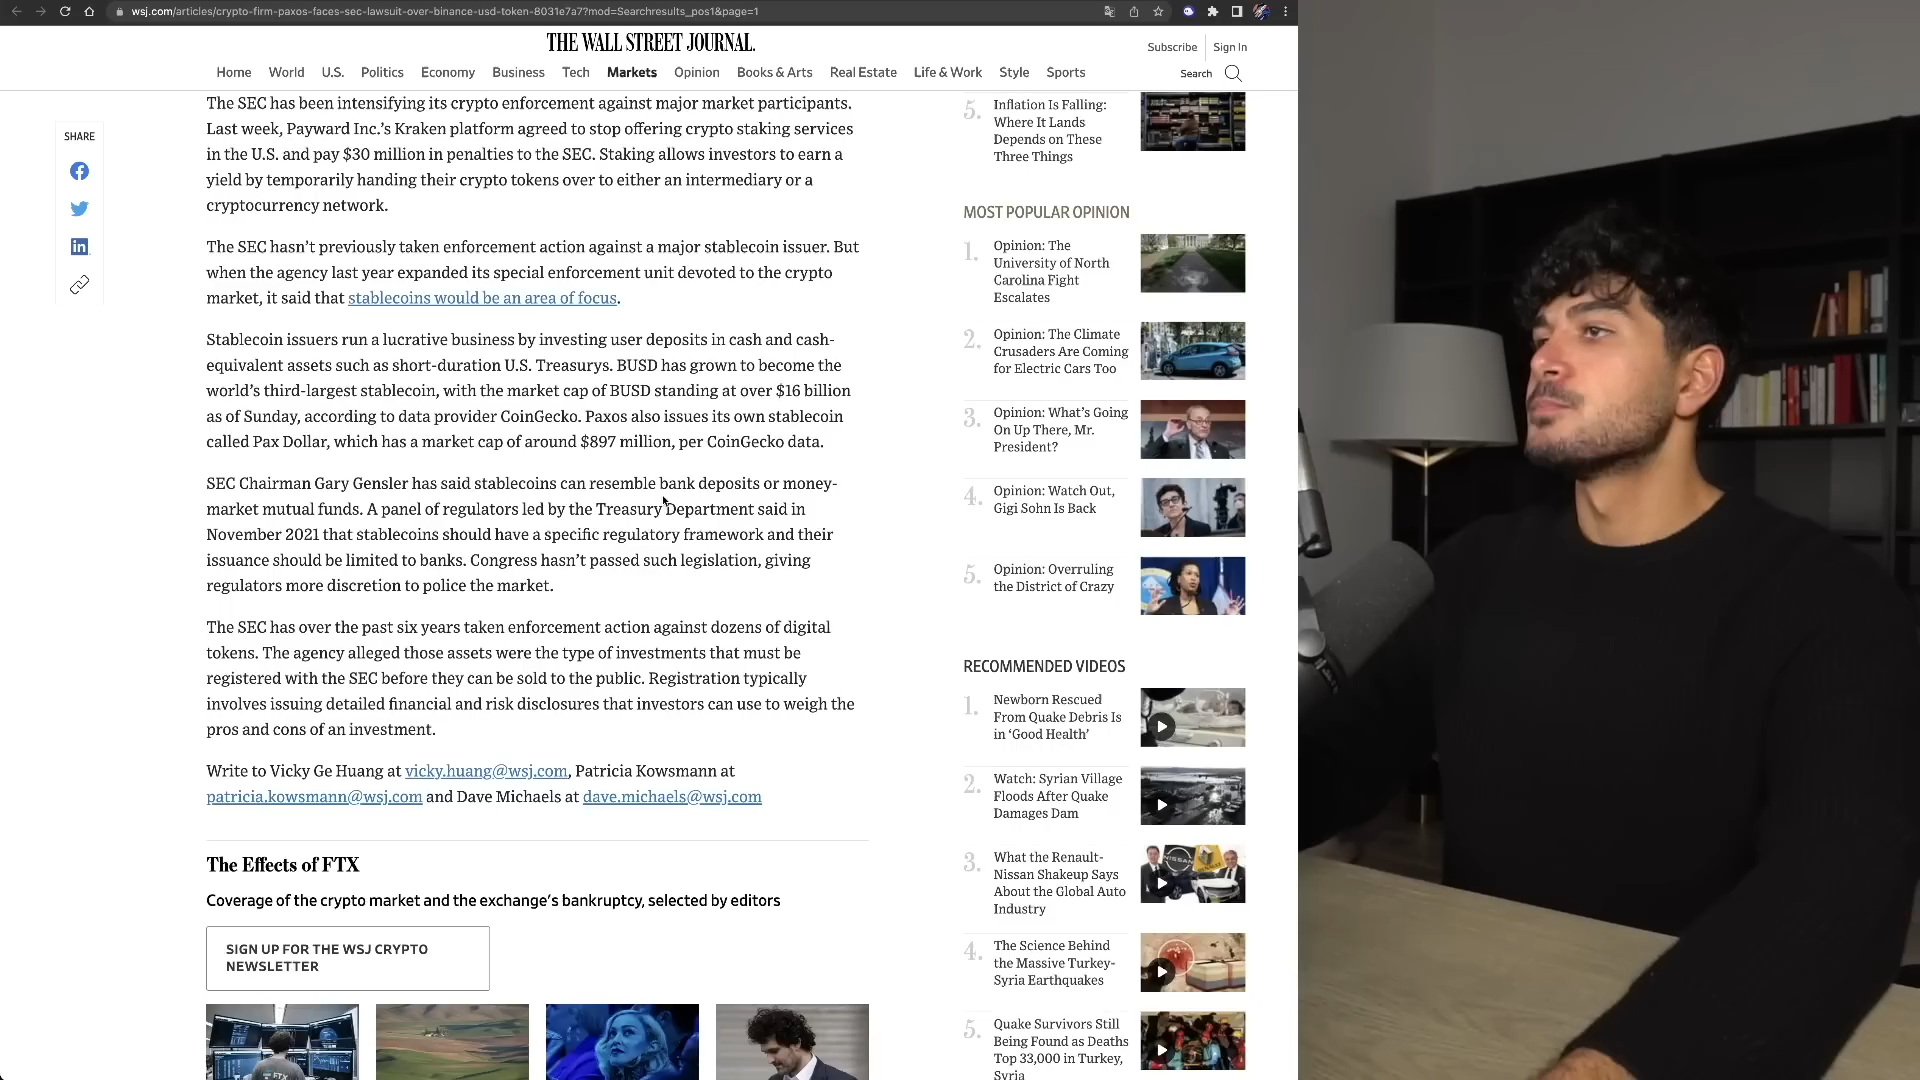 wsj.com/articles/crypto-firm-paxos-faces-sec-lawsuit-over-binance-usd-token-8031e7a7?mod=Searchresults_pos1&page=1
THE WALL STREET JOURNAL.
Subscribe
Sign In
Home
World
U.S.
Politics
Economy
Business
Tech
Markets
Opinion
Books & Arts
Real Estate
Life & Work
Style
Sports
Search
SHARE
The SEC has been intensifying its crypto enforcement against major market participants.
Last week, Payward Inc.’s Kraken platform agreed to stop offering crypto staking services
in the U.S. and pay $30 million in penalties to the SEC. Staking allows investors to earn a
yield by temporarily handing their crypto tokens over to either an intermediary or a
cryptocurrency network.
The SEC hasn’t previously taken enforcement action against a major stablecoin issuer. But
when the agency last year expanded its special enforcement unit devoted to the crypto
market, it said that stablecoins would be an area of focus.
Stablecoin issuers run a lucrative business by investing user deposits in cash and cash-
equivalent assets such as short-duration U.S. Treasurys. BUSD has grown to become the
world’s third-largest stablecoin, with the market cap of BUSD standing at over $16 billion
as of Sunday, according to data provider CoinGecko. Paxos also issues its own stablecoin
called Pax Dollar, which has a market cap of around $897 million, per CoinGecko data.
SEC Chairman Gary Gensler has said stablecoins can resemble bank deposits or money-
market mutual funds. A panel of regulators led by the Treasury Department said in
November 2021 that stablecoins should have a specific regulatory framework and their
issuance should be limited to banks. Congress hasn’t passed such legislation, giving
regulators more discretion to police the market.
The SEC has over the past six years taken enforcement action against dozens of digital
tokens. The agency alleged those assets were the type of investments that must be
registered with the SEC before they can be sold to the public. Registration typically
involves issuing detailed financial and risk disclosures that investors can use to weigh the
pros and cons of an investment.
Write to Vicky Ge Huang at vicky.huang@wsj.com, Patricia Kowsmann at
patricia.kowsmann@wsj.com and Dave Michaels at dave.michaels@wsj.com
The Effects of FTX
Coverage of the crypto market and the exchange’s bankruptcy, selected by editors
SIGN UP FOR THE WSJ CRYPTO
NEWSLETTER
FTX
5.
Inflation Is Falling:
Where It Lands
Depends on These
Three Things
MOST POPULAR OPINION
1.
Opinion: The
University of North
Carolina Fight
Escalates
2.
Opinion: The Climate
Crusaders Are Coming
for Electric Cars Too
3.
Opinion: What’s Going
On Up There, Mr.
President?
4.
Opinion: Watch Out,
Gigi Sohn Is Back
5.
Opinion: Overruling
the District of Crazy
RECOMMENDED VIDEOS
1.
Newborn Rescued
From Quake Debris Is
in ‘Good Health’
2.
Watch: Syrian Village
Floods After Quake
Damages Dam
3.
What the Renault-
Nissan Shakeup Says
About the Global Auto
Industry
NISSAN
4.
The Science Behind
the Massive Turkey-
Syria Earthquakes
5.
Quake Survivors Still
Being Found as Deaths
Top 33,000 in Turkey,
Syria